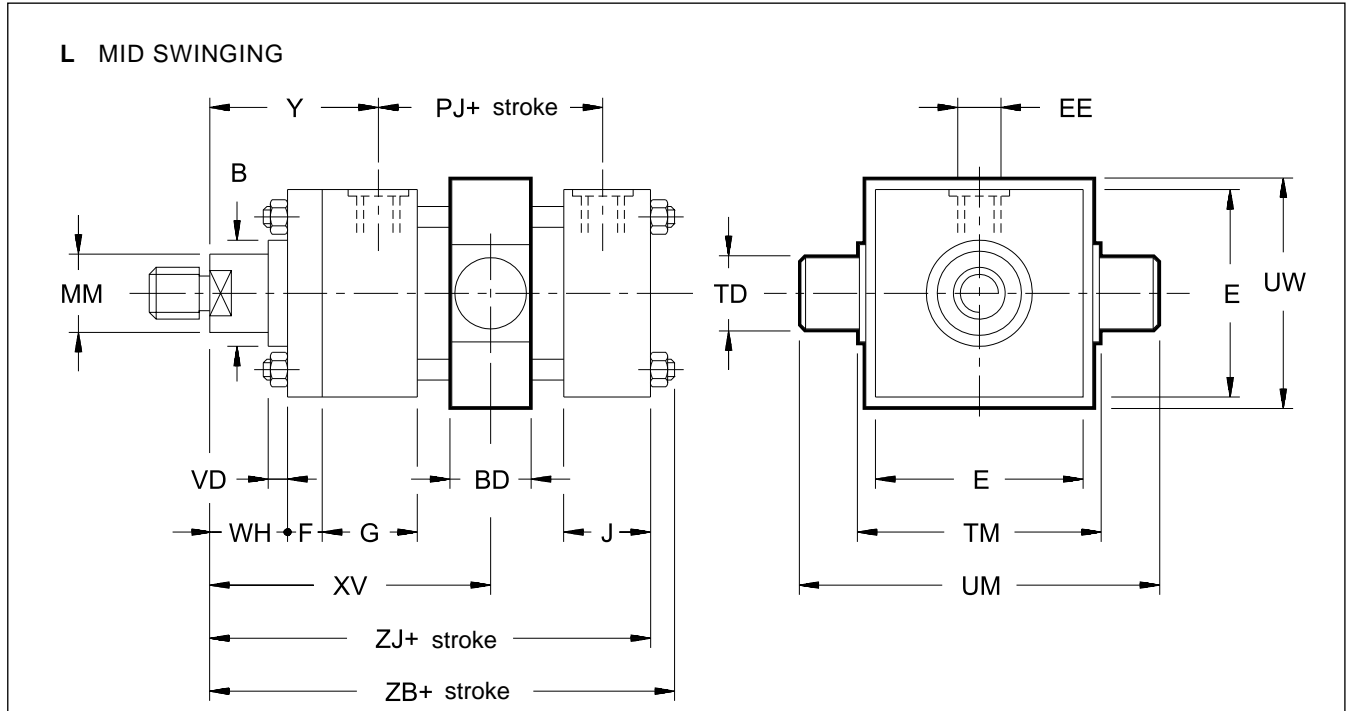 L MID SWINGING
Y PJ+ stroke EE
B
MM TD E UW
VD BD E
WH F G J TM
XV UM
ZJ+ stroke
ZB+ stroke